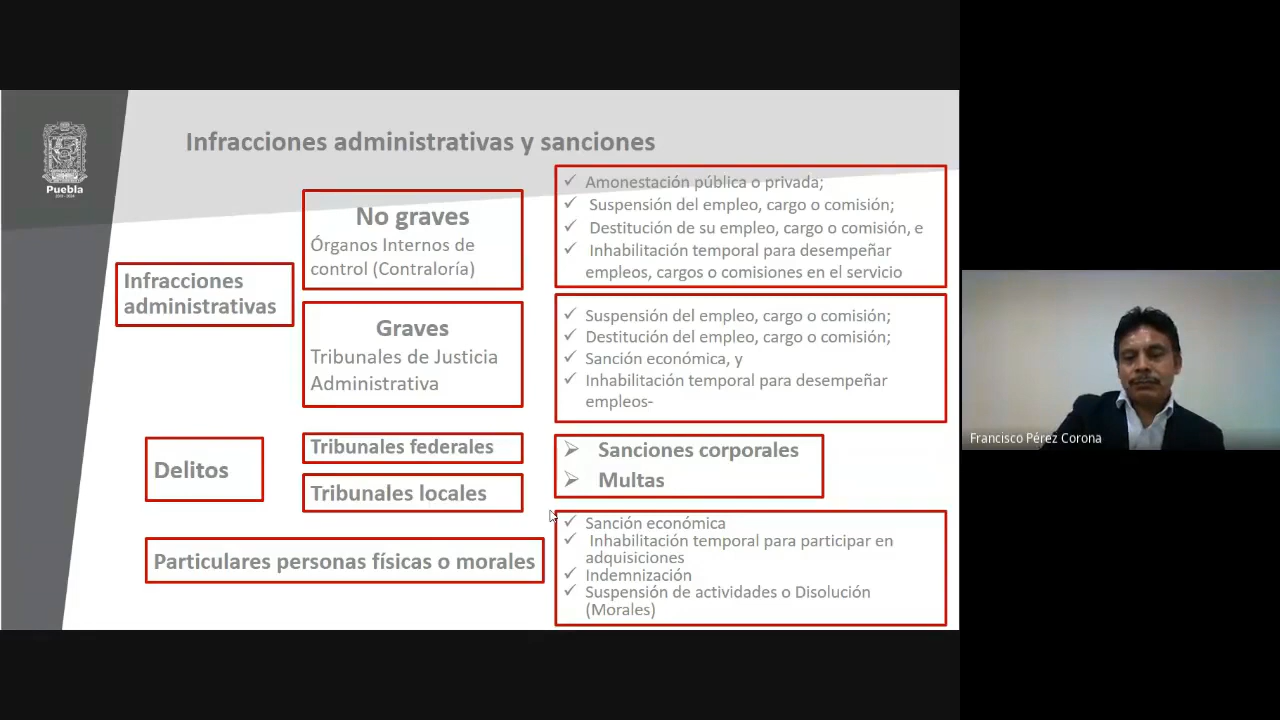 Infracciones administrativas y sanciones
Puebla
No graves
Órganos Internos de
control (Contraloría)
✓ Amonestación pública o privada;
✓ Suspensión del empleo, cargo o comisión;
✓ Destitución de su empleo, cargo o comisión, e
✓ Inhabilitación temporal para desempeñar
empleos, cargos o comisiones en el servicio
Infracciones
administrativas
Graves
Tribunales de Justicia
Administrativa
✓ Suspensión del empleo, cargo o comisión;
✓ Destitución del empleo, cargo o comisión;
✓ Sanción económica, y
✓ Inhabilitación temporal para desempeñar
empleos-
Delitos
Tribunales federales
Tribunales locales
➢ Sanciones corporales
➢ Multas
Particulares personas físicas o morales
✓ Sanción económica
✓ Inhabilitación temporal para participar en
adquisiciones
✓ Indemnización
✓ Suspensión de actividades o Disolución
(Morales)
Francisco Pérez Corona